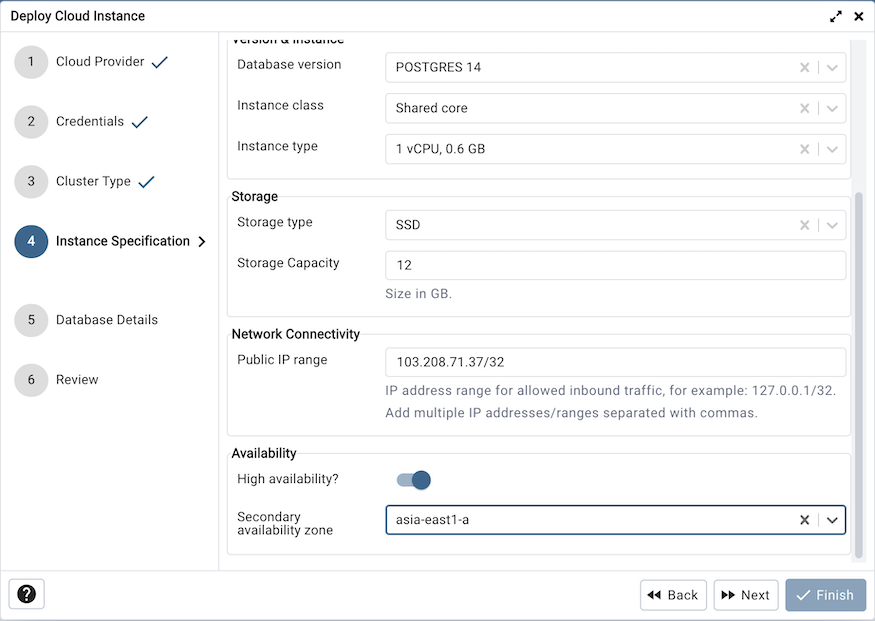 Deploy Cloud Instance
1 Cloud Provider
2 Credentials
3 Cluster Type
4 Instance Specification
5 Database Details
6 Review
Version & Instance
Database version POSTGRES 14
Instance class Shared core
Instance type 1 vCPU, 0.6 GB
Storage
Storage type SSD
Storage Capacity 12
Size in GB.
Network Connectivity
Public IP range 103.208.71.37/32
IP address range for allowed inbound traffic, for example: 127.0.0.1/32.
Add multiple IP addresses/ranges separated with commas.
Availability
High availability?
Secondary
availability zone
asia-east1-a
? Back Next Finish